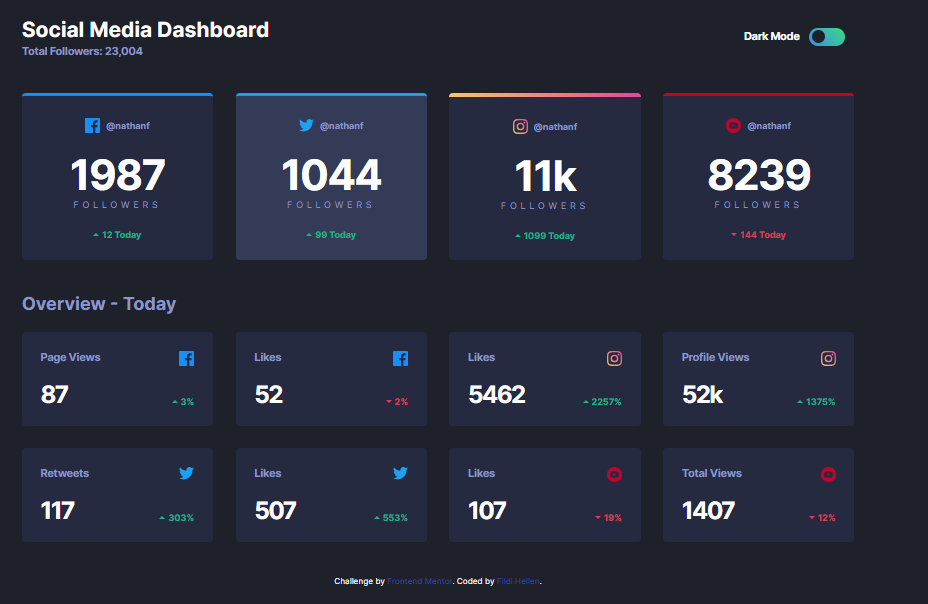 Social Media Dashboard
Total Followers: 23,004
Dark Mode
@nathanf
1987
FOLLOWERS
12 Today
@nathanf
1044
FOLLOWERS
99 Today
@nathanf
11k
FOLLOWERS
1099 Today
@nathanf
8239
FOLLOWERS
144 Today
Overview - Today
Page Views
87
3%
Likes
52
2%
Likes
5462
2257%
Profile Views
52k
1375%
Retweets
117
303%
Likes
507
553%
Likes
107
19%
Total Views
1407
12%
Challenge by Frontend Mentor. Coded by Fildi Hellen.